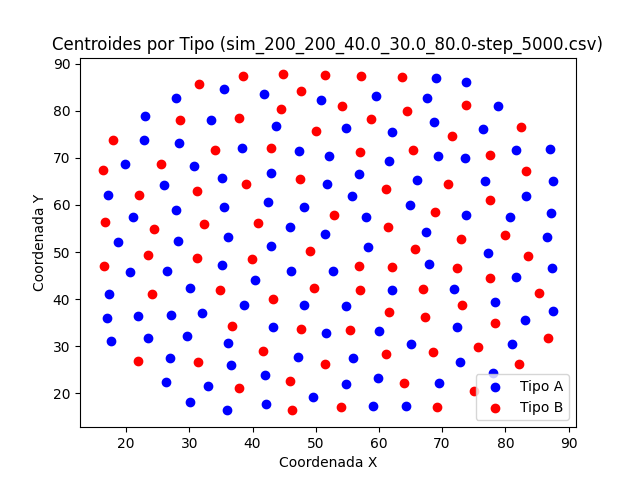 Centroides por Tipo (sim_200_200_40.0_30.0_80.0-step_5000.csv)
90
80
70
60
50
40
30
20
Coordenada Y
20 30 40 50 60 70 80 90
Coordenada X
Tipo A
Tipo B